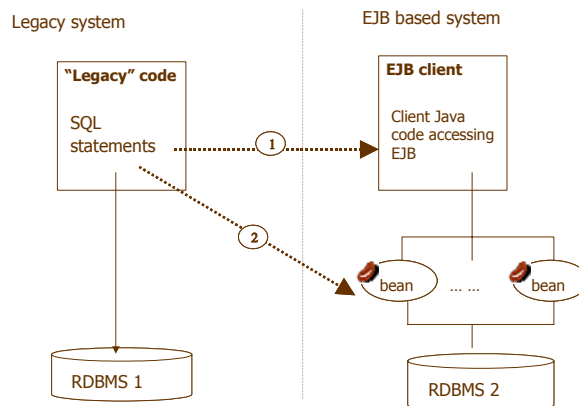 Legacy system
EJB based system
“Legacy” code
SQL
statements
EJB client
Client Java
code accessing
EJB
1
2
bean
... ...
bean
RDBMS 1
RDBMS 2